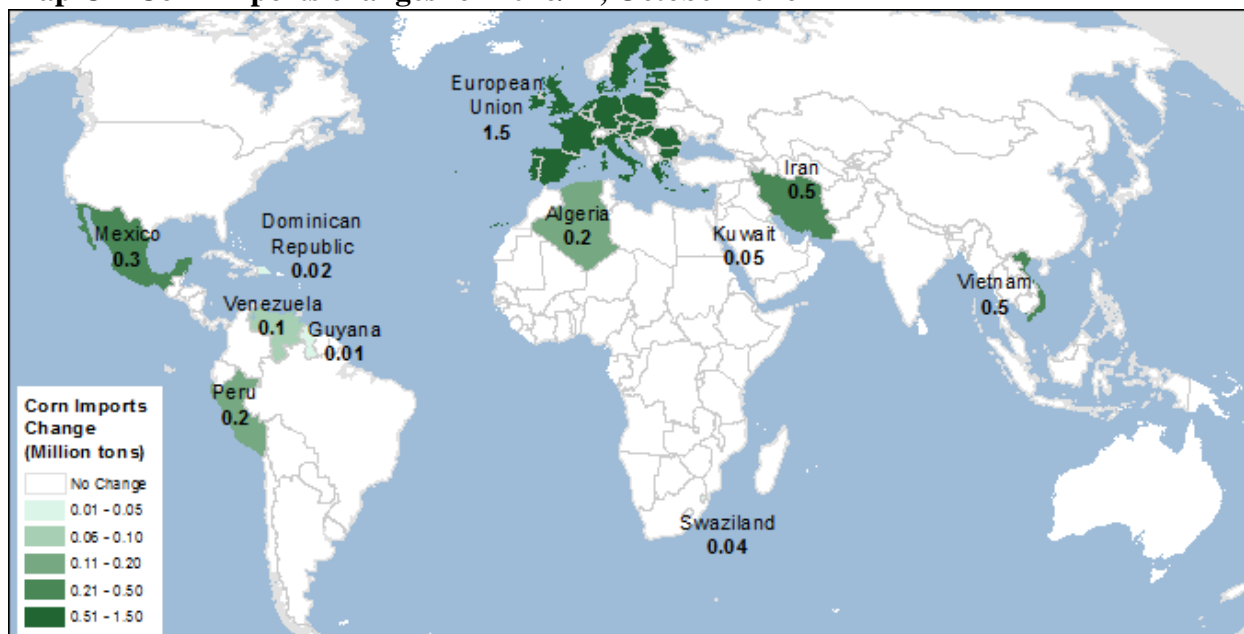 European
Union
1.5
Iran
0.5
Mexico
0.3
Dominican
Republic
0.02
Algeria
0.2
Kuwait
0.05
Vietnam
0.5
Venezuela
0.1
Guyana
0.01
Peru
0.2
Swaziland
0.04
Corn Imports
Change
(Million tons)
No Change
0.01 - 0.05
0.06 - 0.10
0.11 - 0.20
0.21 - 0.50
0.51 - 1.50